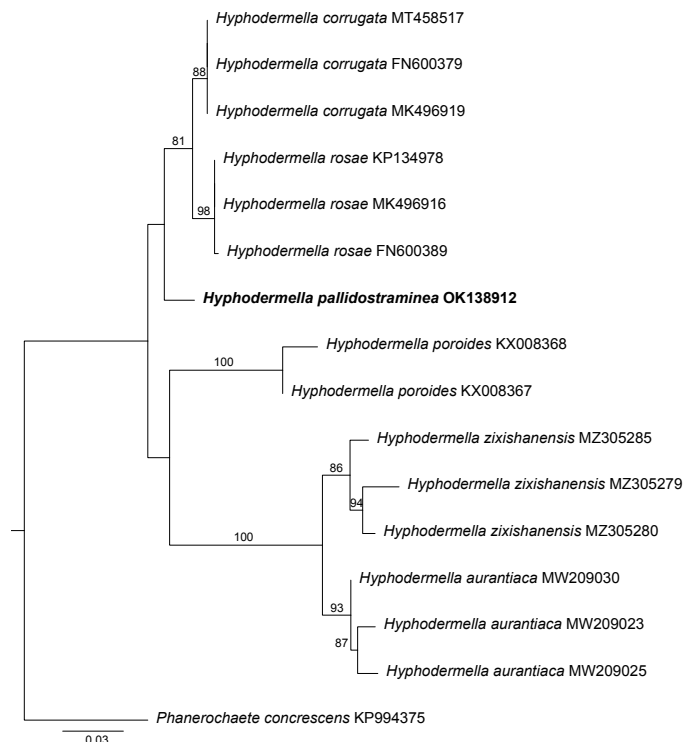 Hyphodermella corrugata MT458517
88
Hyphodermella corrugata FN600379
Hyphodermella corrugata MK496919
81
Hyphodermella rosae KP134978
98
Hyphodermella rosae MK496916
Hyphodermella rosae FN600389
Hyphodermella pallidostraminea OK138912
Hyphodermella poroides KX008368
100
Hyphodermella poroides KX008367
Hyphodermella zixishanensis MZ305285
86
Hyphodermella zixishanensis MZ305279
94
Hyphodermella zixishanensis MZ305280
100
Hyphodermella aurantiaca MW209030
93
Hyphodermella aurantiaca MW209023
87
Hyphodermella aurantiaca MW209025
Phanerochaete concrescens KP994375
0.03